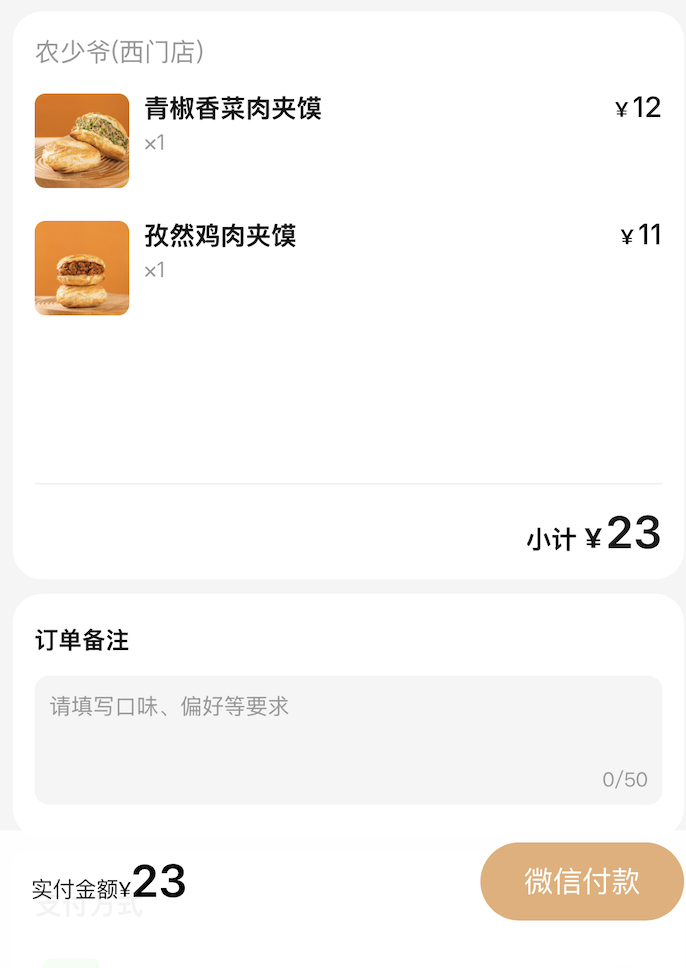 农少爷(西门店)
青椒香菜肉夹馍
¥12
×1
孜然鸡肉夹馍
¥11
×1
小计 ¥23
订单备注
请填写口味、偏好等要求
0/50
实付金额¥23
微信付款
支付方式